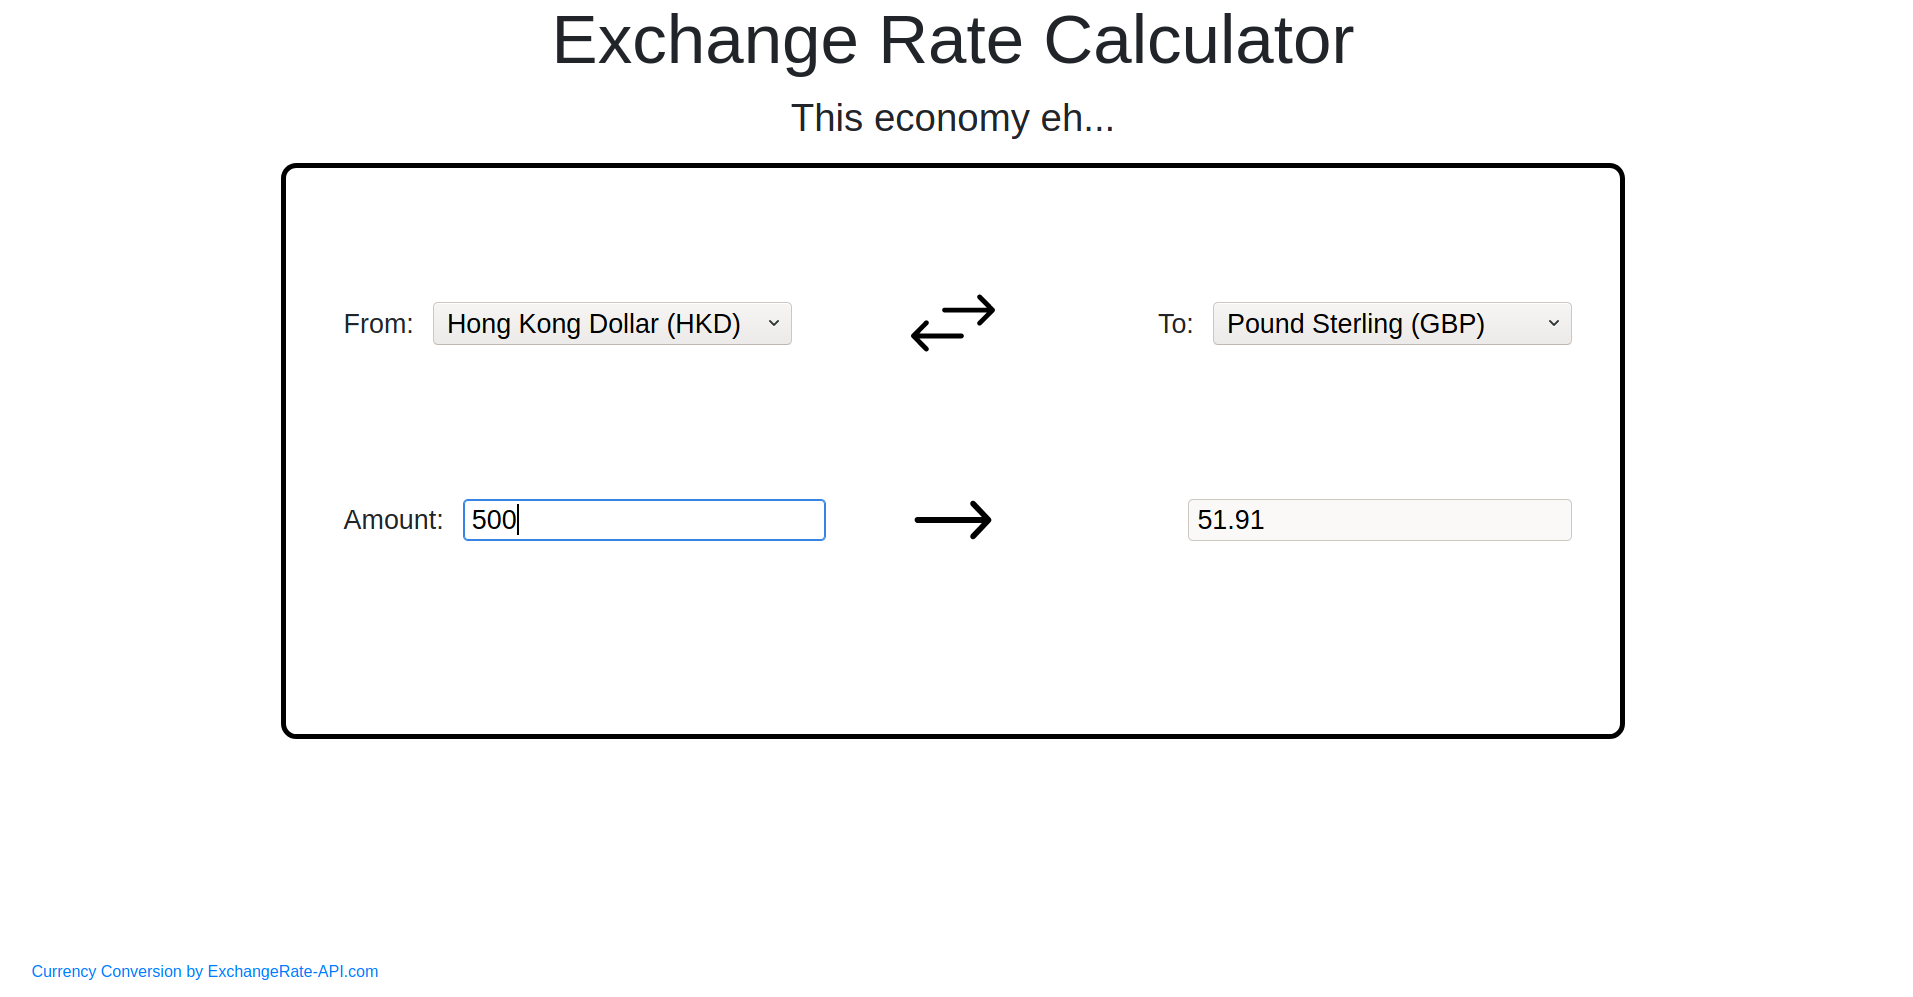 Exchange Rate Calculator
This economy eh...
From: Hong Kong Dollar (HKD) To: Pound Sterling (GBP)
Amount: 500 51.91
Currency Conversion by ExchangeRate-API.com